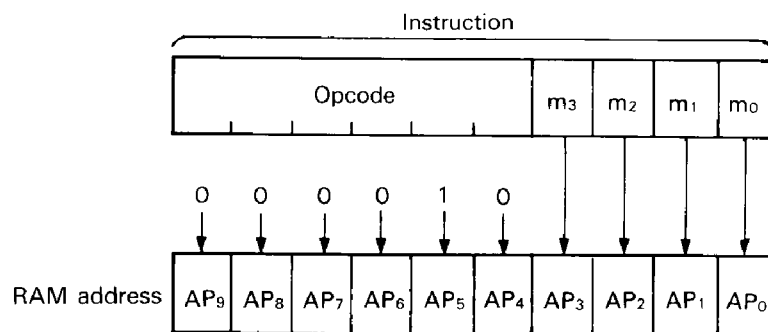 Instruction
Opcode m₃ m₂ m₁ m₀
0 0 0 0 1 0
RAM address AP₉ AP₈ AP₇ AP₆ AP₅ AP₄ AP₃ AP₂ AP₁ AP₀